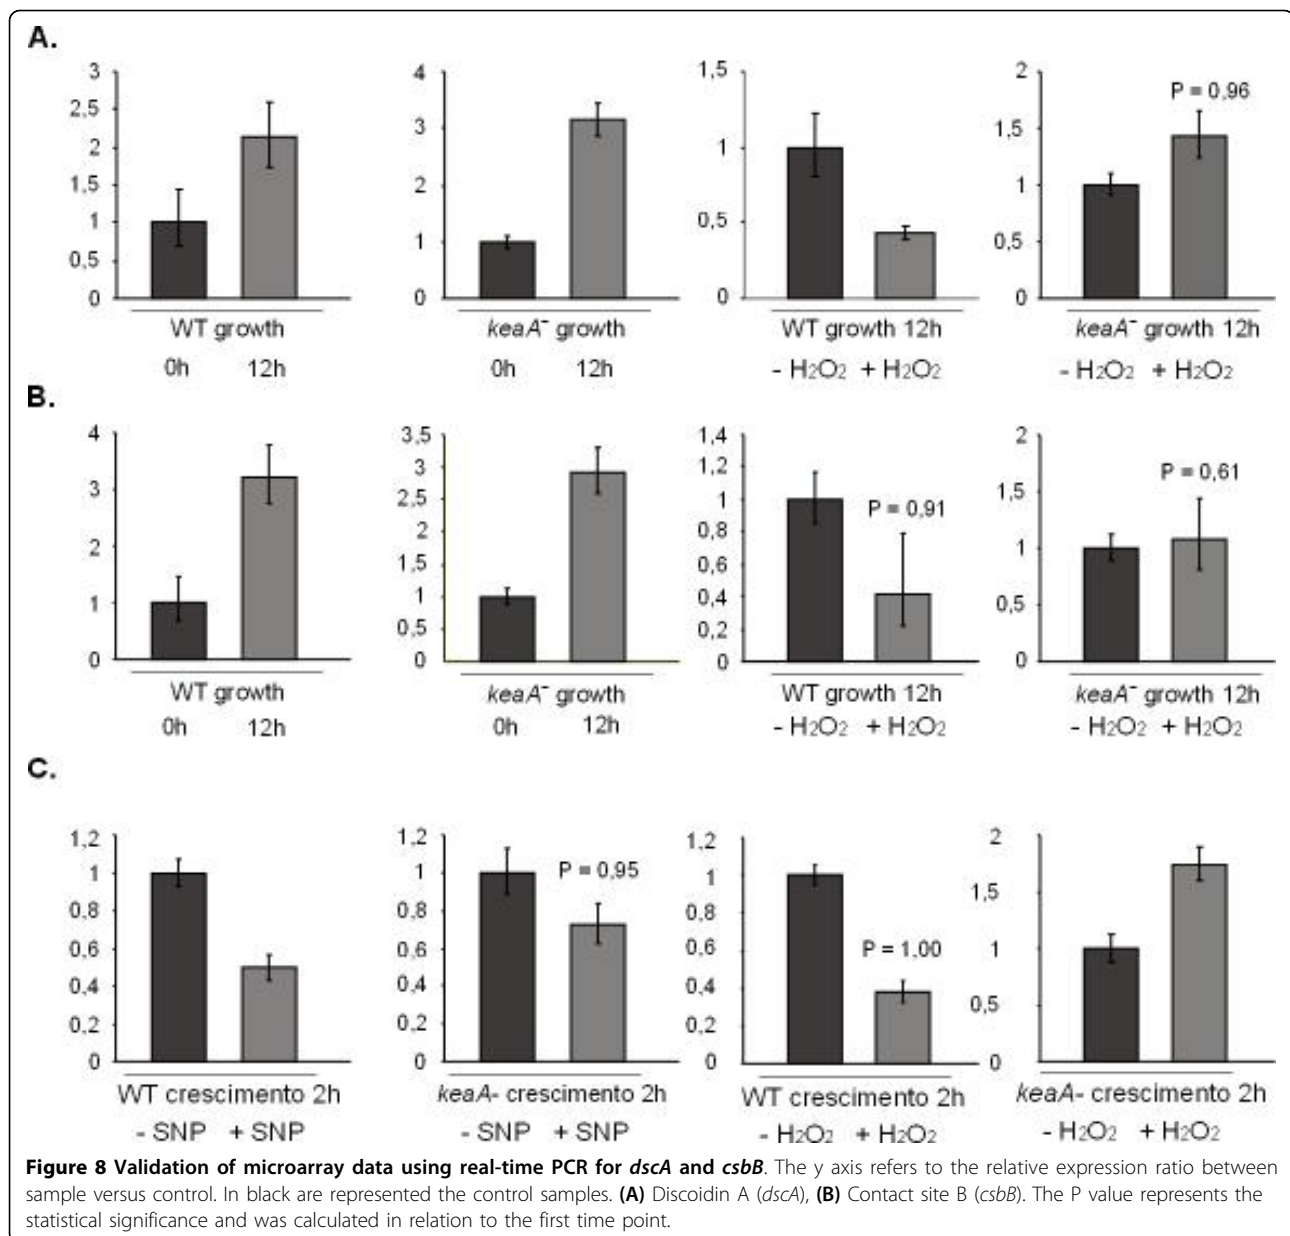 A.
3
2,5
2
1,5
1
0,5
0
WT growth
0h 12h
4
3
2
1
0
keaA⁻ growth
0h 12h
1,5
1
0,5
0
WT growth 12h
- H2O2 + H2O2
2
1,5
1
0,5
0
P = 0,96
keaA⁻ growth 12h
- H2O2 + H2O2
B.
4
3
2
1
0
WT growth
0h 12h
3,5
3
2,5
2
1,5
1
0,5
0
keaA⁻ growth
0h 12h
1,4
1,2
1
0,8
0,6
0,4
0,2
0
P = 0,91
WT growth 12h
- H2O2 + H2O2
2
1,5
1
0,5
0
P = 0,61
keaA⁻ growth 12h
- H2O2 + H2O2
C.
1,2
1
0,8
0,6
0,4
0,2
0
WT crescimento 2h
- SNP + SNP
1,2
1
0,8
0,6
0,4
0,2
0
P = 0,95
keaA- crescimento 2h
- SNP + SNP
1,2
1
0,8
0,6
0,4
0,2
0
P = 1,00
WT crescimento 2h
- H2O2 + H2O2
2
1,5
1
0,5
0
keaA- crescimento 2h
- H2O2 + H2O2
Figure 8 Validation of microarray data using real-time PCR for dscA and csbB. The y axis refers to the relative expression ratio between
sample versus control. In black are represented the control samples. (A) Discoidin A (dscA), (B) Contact site B (csbB). The P value represents the
statistical significance and was calculated in relation to the first time point.